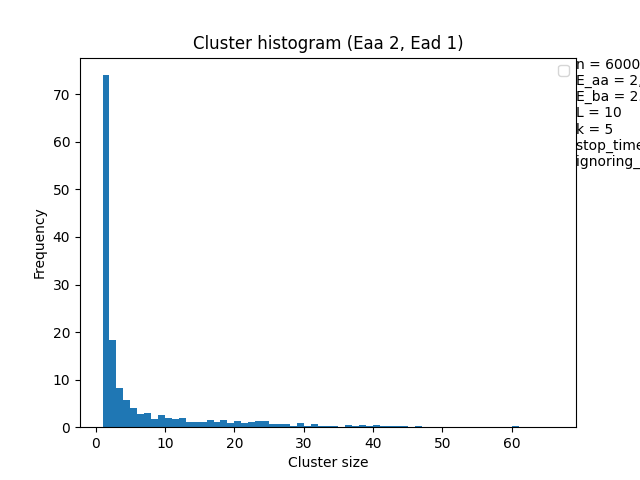 Cluster histogram (Eaa 2, Ead 1)
n = 6000
E_aa = 2,
E_ba = 2
L = 10
k = 5
stop_time
ignoring_
70
60
50
40
30
20
10
0
Frequency
0 10 20 30 40 50 60
Cluster size